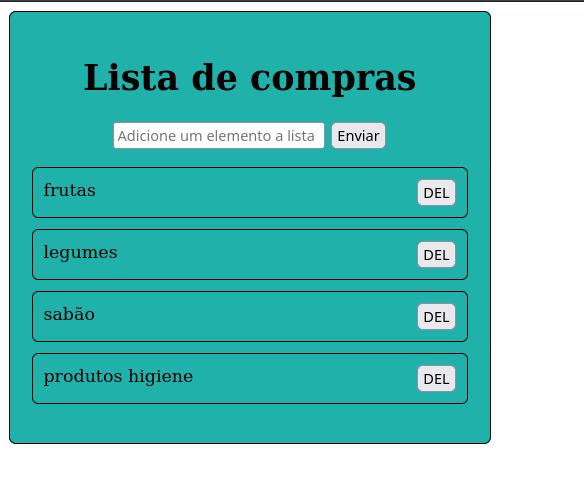 Lista de compras
Adicione um elemento a lista Enviar
frutas DEL
legumes DEL
sabão DEL
produtos higiene DEL